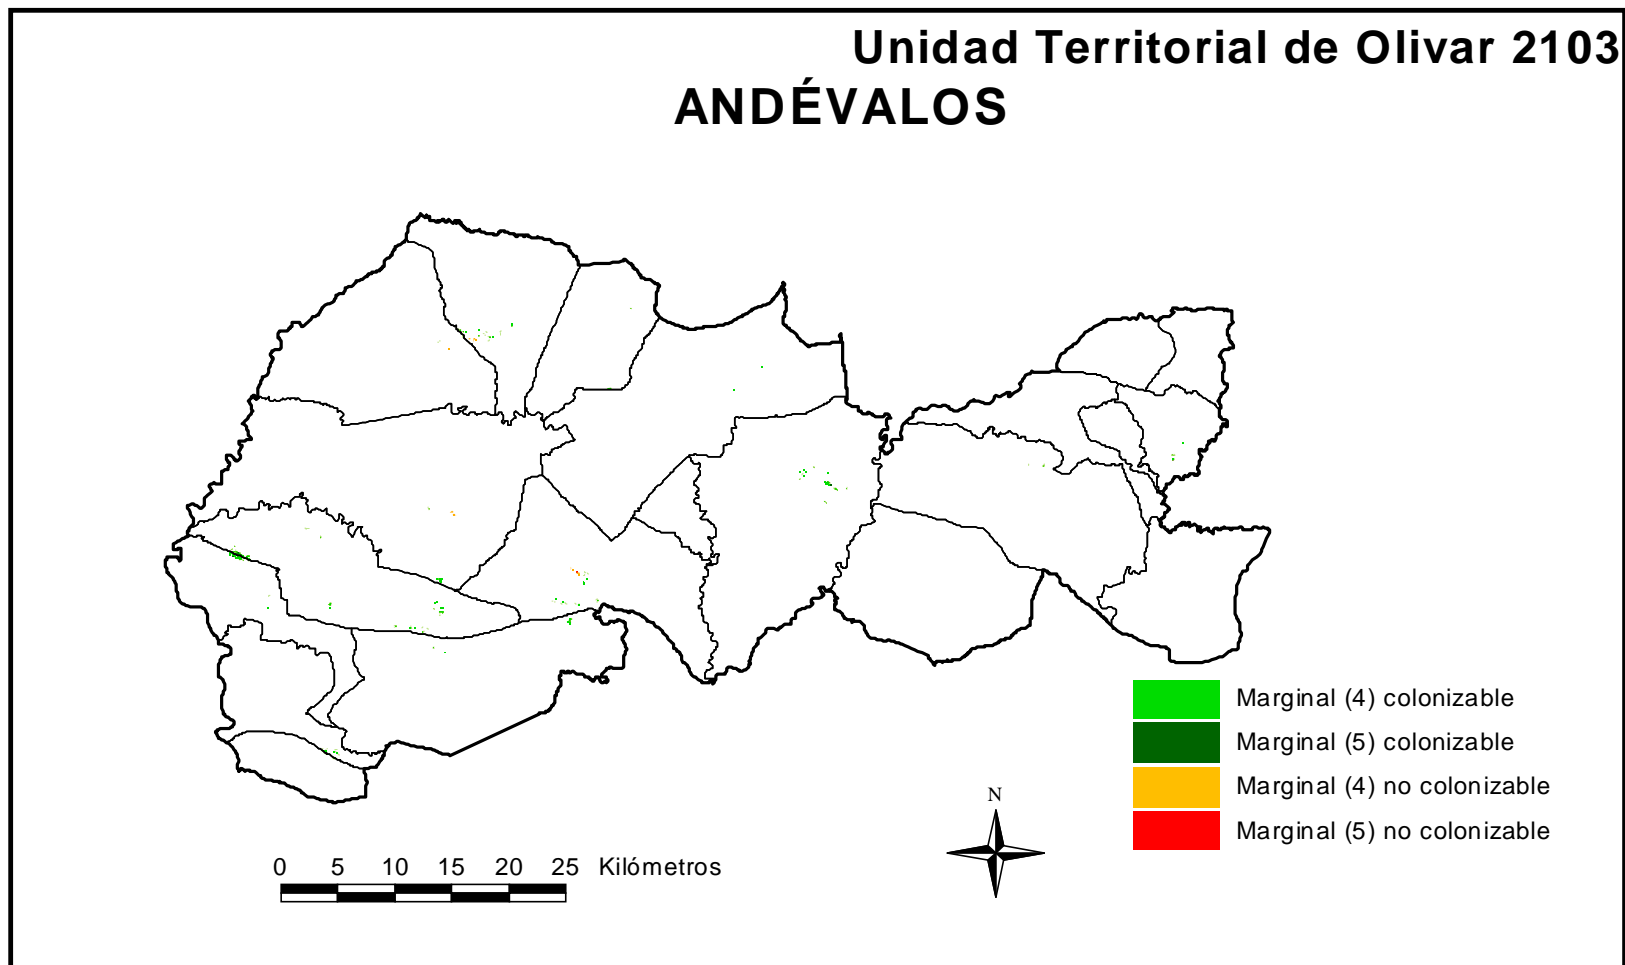 Unidad Territorial de Olivar 2103
ANDÉVALOS
Marginal (4) colonizable
Marginal (5) colonizable
Marginal (4) no colonizable
Marginal (5) no colonizable
N
0 5 10 15 20 25 Kilómetros